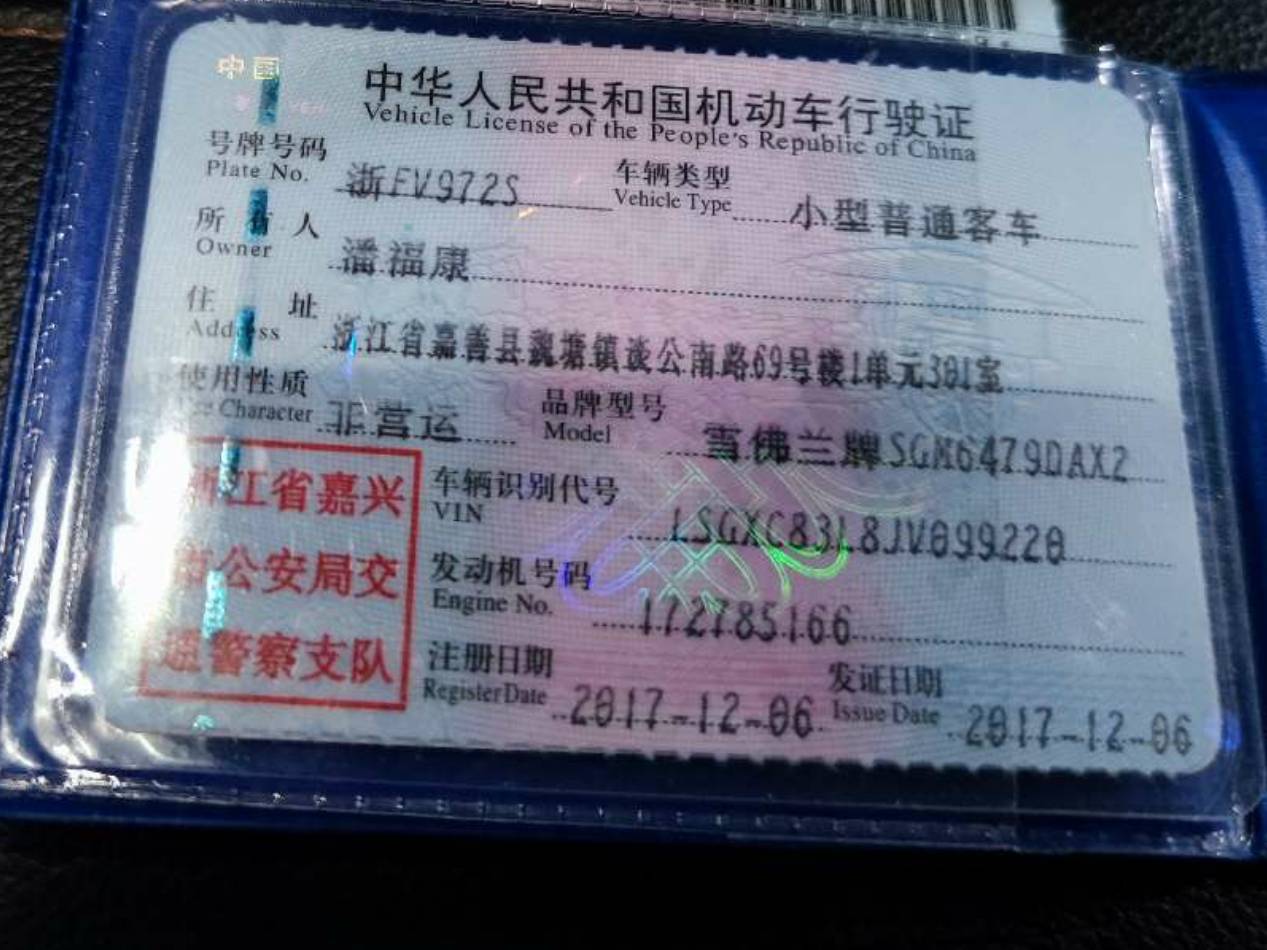 中国
中华人民共和国机动车行驶证
Vehicle License of the People's Republic of China
号牌号码 浙FV972S 车辆类型 小型普通客车
Plate No. Vehicle Type
所有人 潘福康
Owner
住址 浙江省嘉善县魏塘镇谈公南路69号楼1单元301室
Address
使用性质 非营运 品牌型号 雪佛兰牌SGM6479DAX2
Character Model
浙江省嘉兴
市公安局交
通警察支队
车辆识别代号 LSGXC83L8JV099220
VIN
发动机号码 172785166
Engine No.
注册日期 2017-12-06 发证日期 2017-12-06
Register Date Issue Date